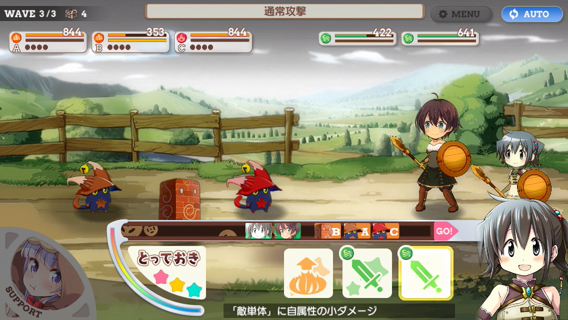 WAVE 3/3 4
通常攻撃
MENU
AUTO
844
353
844
422
641
A
B
C
B A C GO!
とっておき
SUPPORT
「敵単体」に自属性の小ダメージ